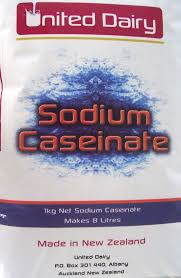 United Dairy
Sodium
Caseinate
1kg Net Sodium Caseinate
Makes 8 Litres
Made in New Zealand
United Dairy
P.O. Box 301 440, Albany
Auckland New Zealand